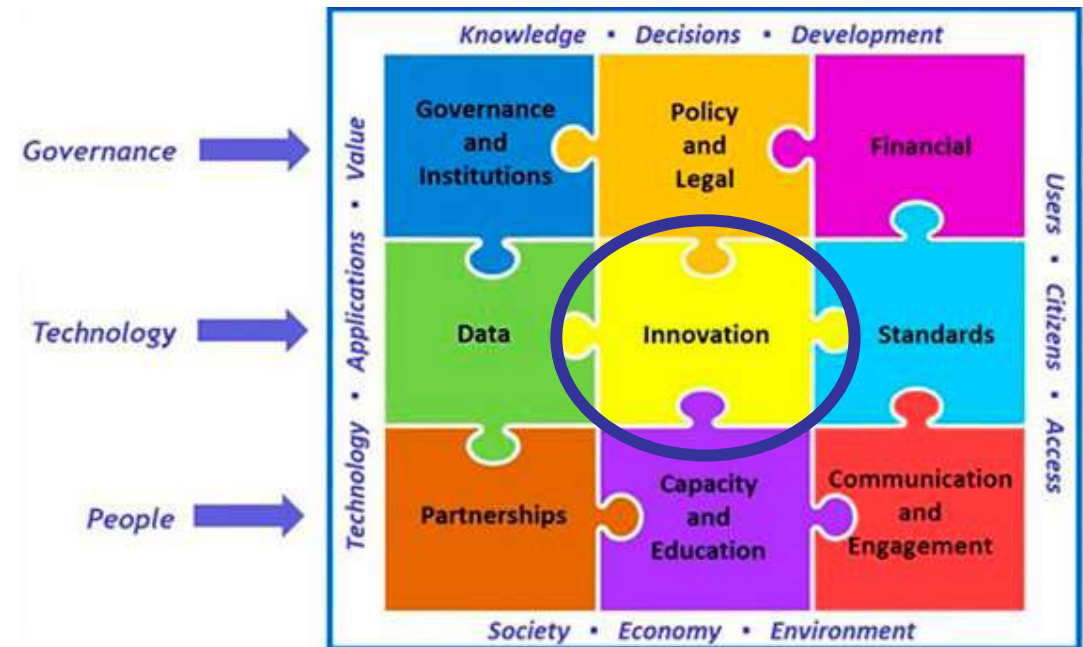 Knowledge • Decisions • Development
Governance
Technology
People
Technology • Applications • Value
Governance
and
Institutions
Policy
and
Legal
Financial
Data
Innovation
Standards
Partnerships
Capacity
and
Education
Communication
and
Engagement
Users • Citizens • Access
Society • Economy • Environment